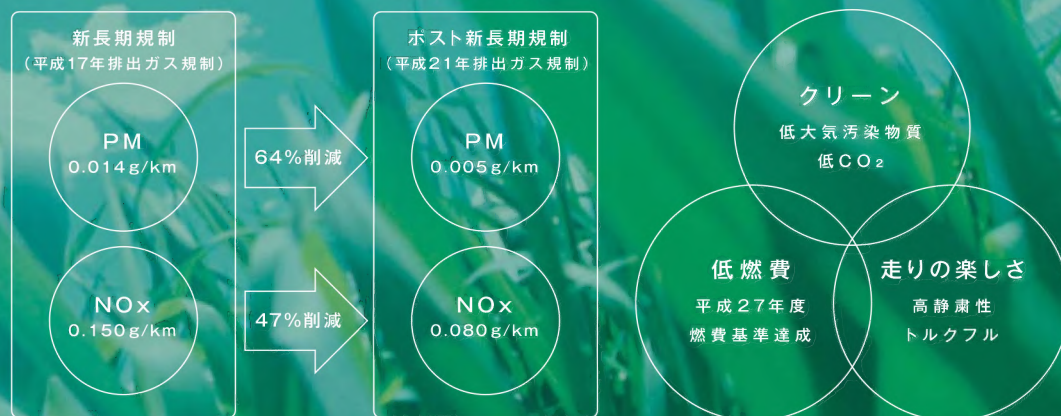 新長期規制
（平成17年排出ガス規制）
PM
0.014g/km
NOx
0.150g/km
64%削減
47%削減
ポスト新長期規制
（平成21年排出ガス規制）
PM
0.005g/km
NOx
0.080g/km
クリーン
低大気汚染物質
低CO₂
低燃費
平成27年度
燃費基準達成
走りの楽しさ
高静粛性
トルクフル